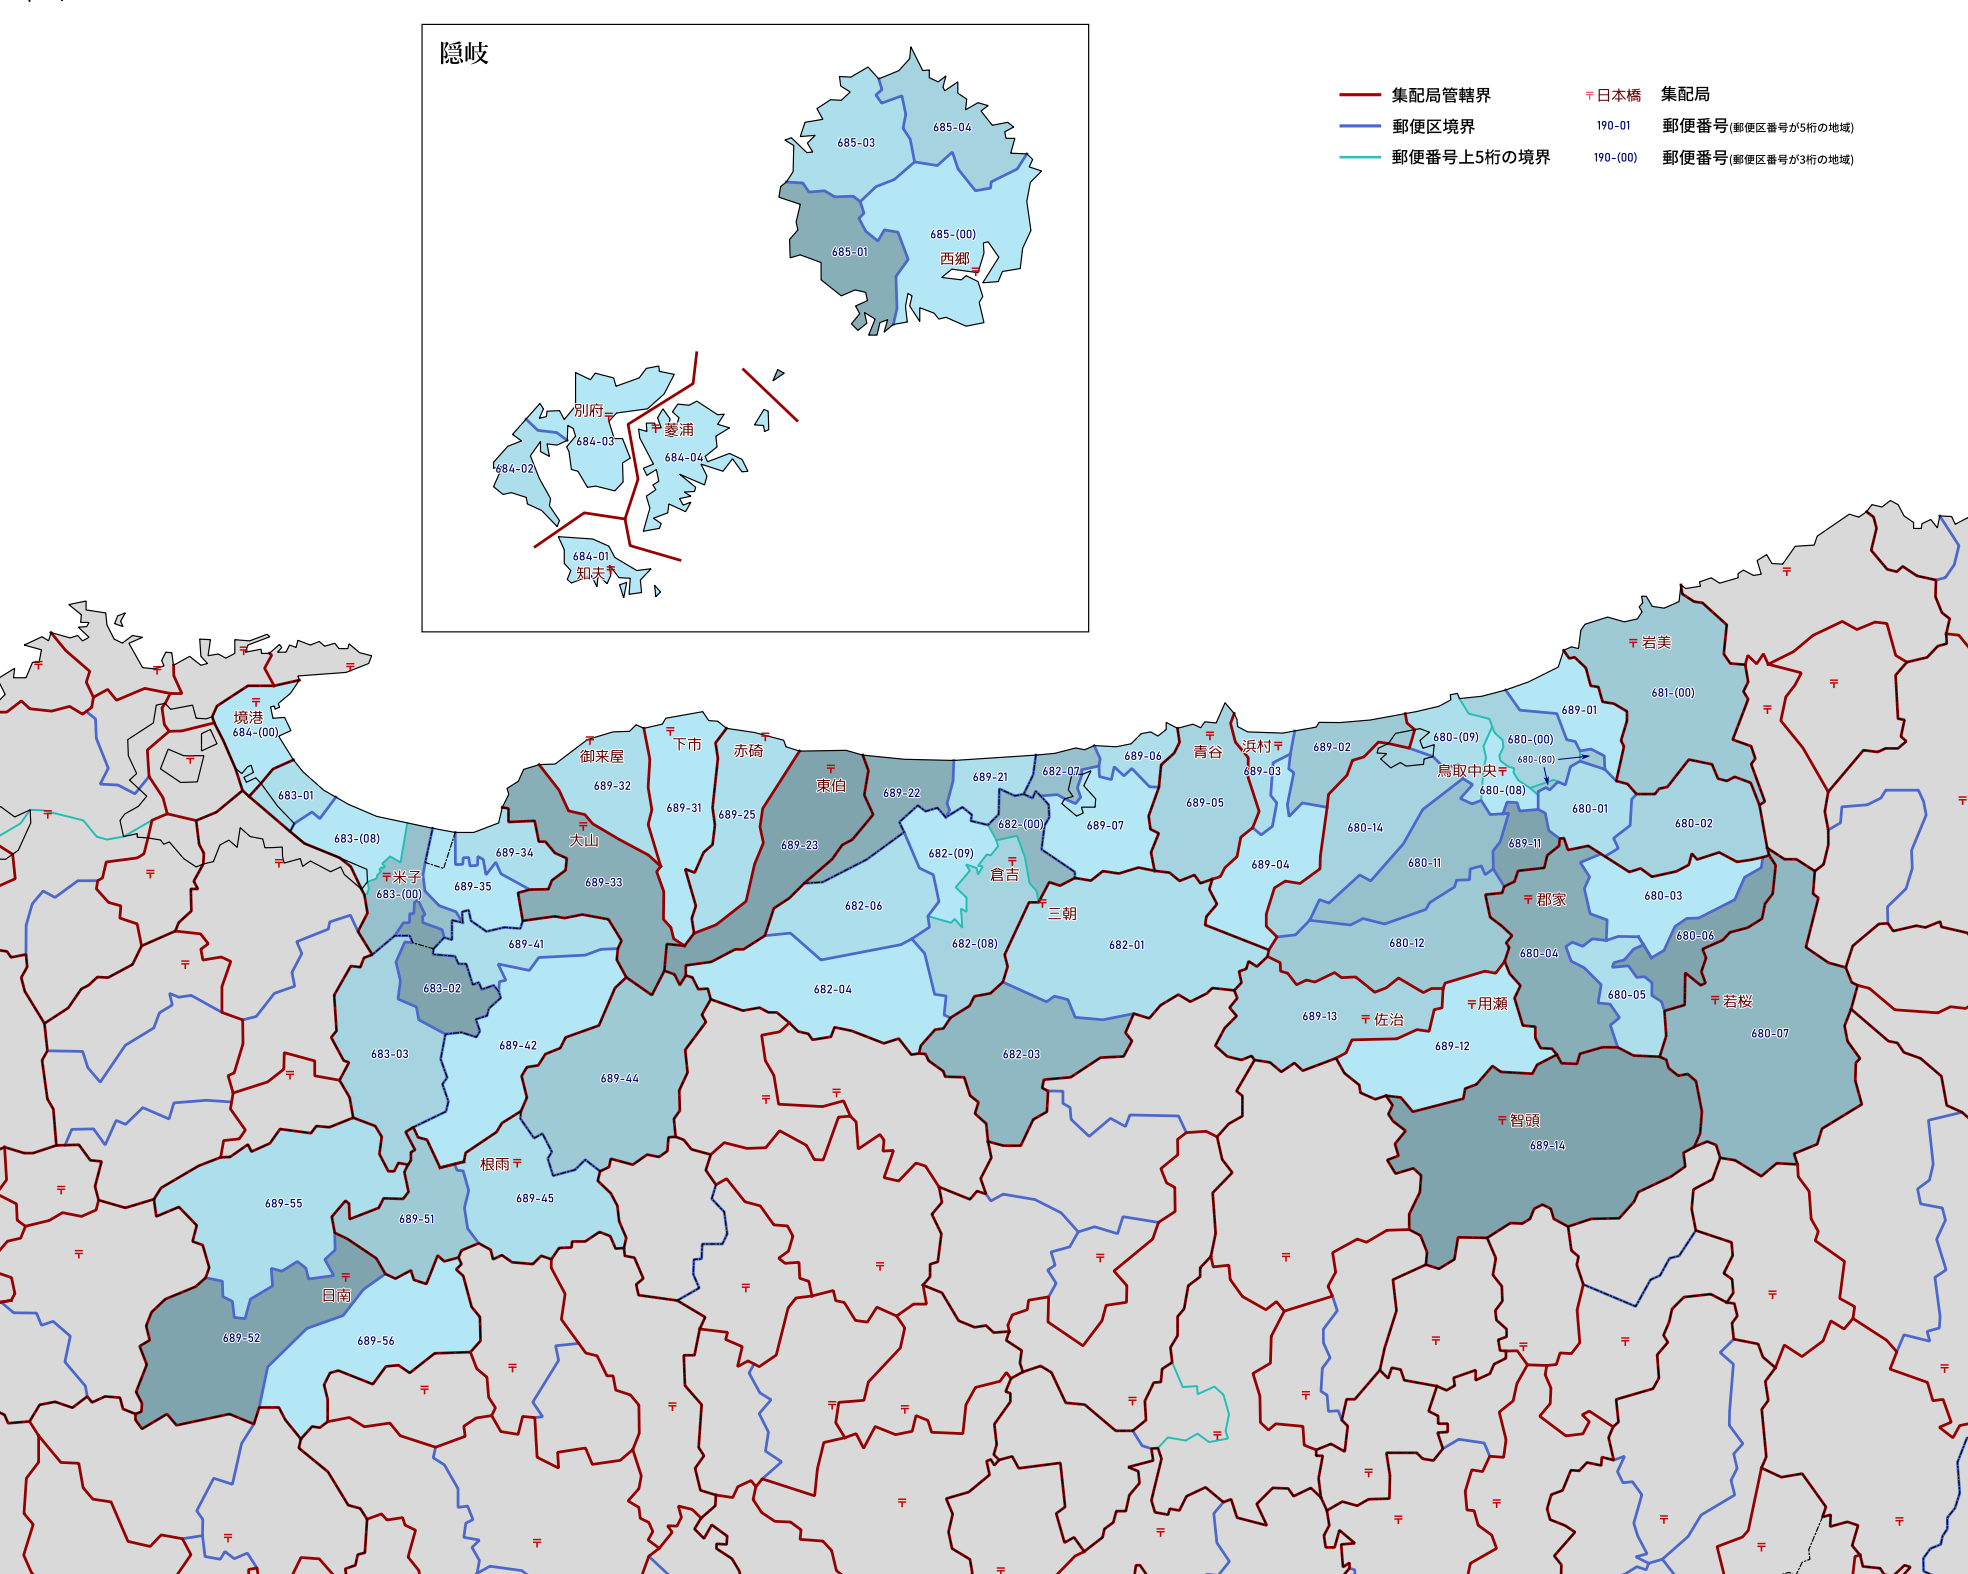 隠岐
685-03
685-04
685-(00)
685-01
西郷
別府
684-03
684-02
菱浦
684-04
684-01
知夫
集配局管轄界
〒日本橋 集配局
郵便区境界
190-01 郵便番号(郵便区番号が5桁の地域)
郵便番号上5桁の境界
190-(00) 郵便番号(郵便区番号が3桁の地域)
岩美
681-(00)
689-01
境港
684-(00)
683-01
683-(08)
米子
683-(00)
689-34
689-35
689-41
683-02
683-03
御来屋
689-32
下市
689-31
赤碕
689-25
大山
689-33
東伯
689-23
689-22
689-21
682-07
682-(00)
682-(09)
倉吉
682-06
682-(08)
682-04
三朝
682-01
682-03
689-06
689-07
青谷
689-05
浜村
689-03
689-02
689-04
680-(09)
680-(00)
680-(80)
鳥取中央
680-(08)
680-01
680-02
680-14
680-11
689-11
680-12
郡家
680-04
680-03
680-06
680-05
若桜
680-07
689-13
佐治
用瀬
689-12
智頭
689-14
689-42
689-44
根雨
689-45
689-55
689-51
日南
689-52
689-56